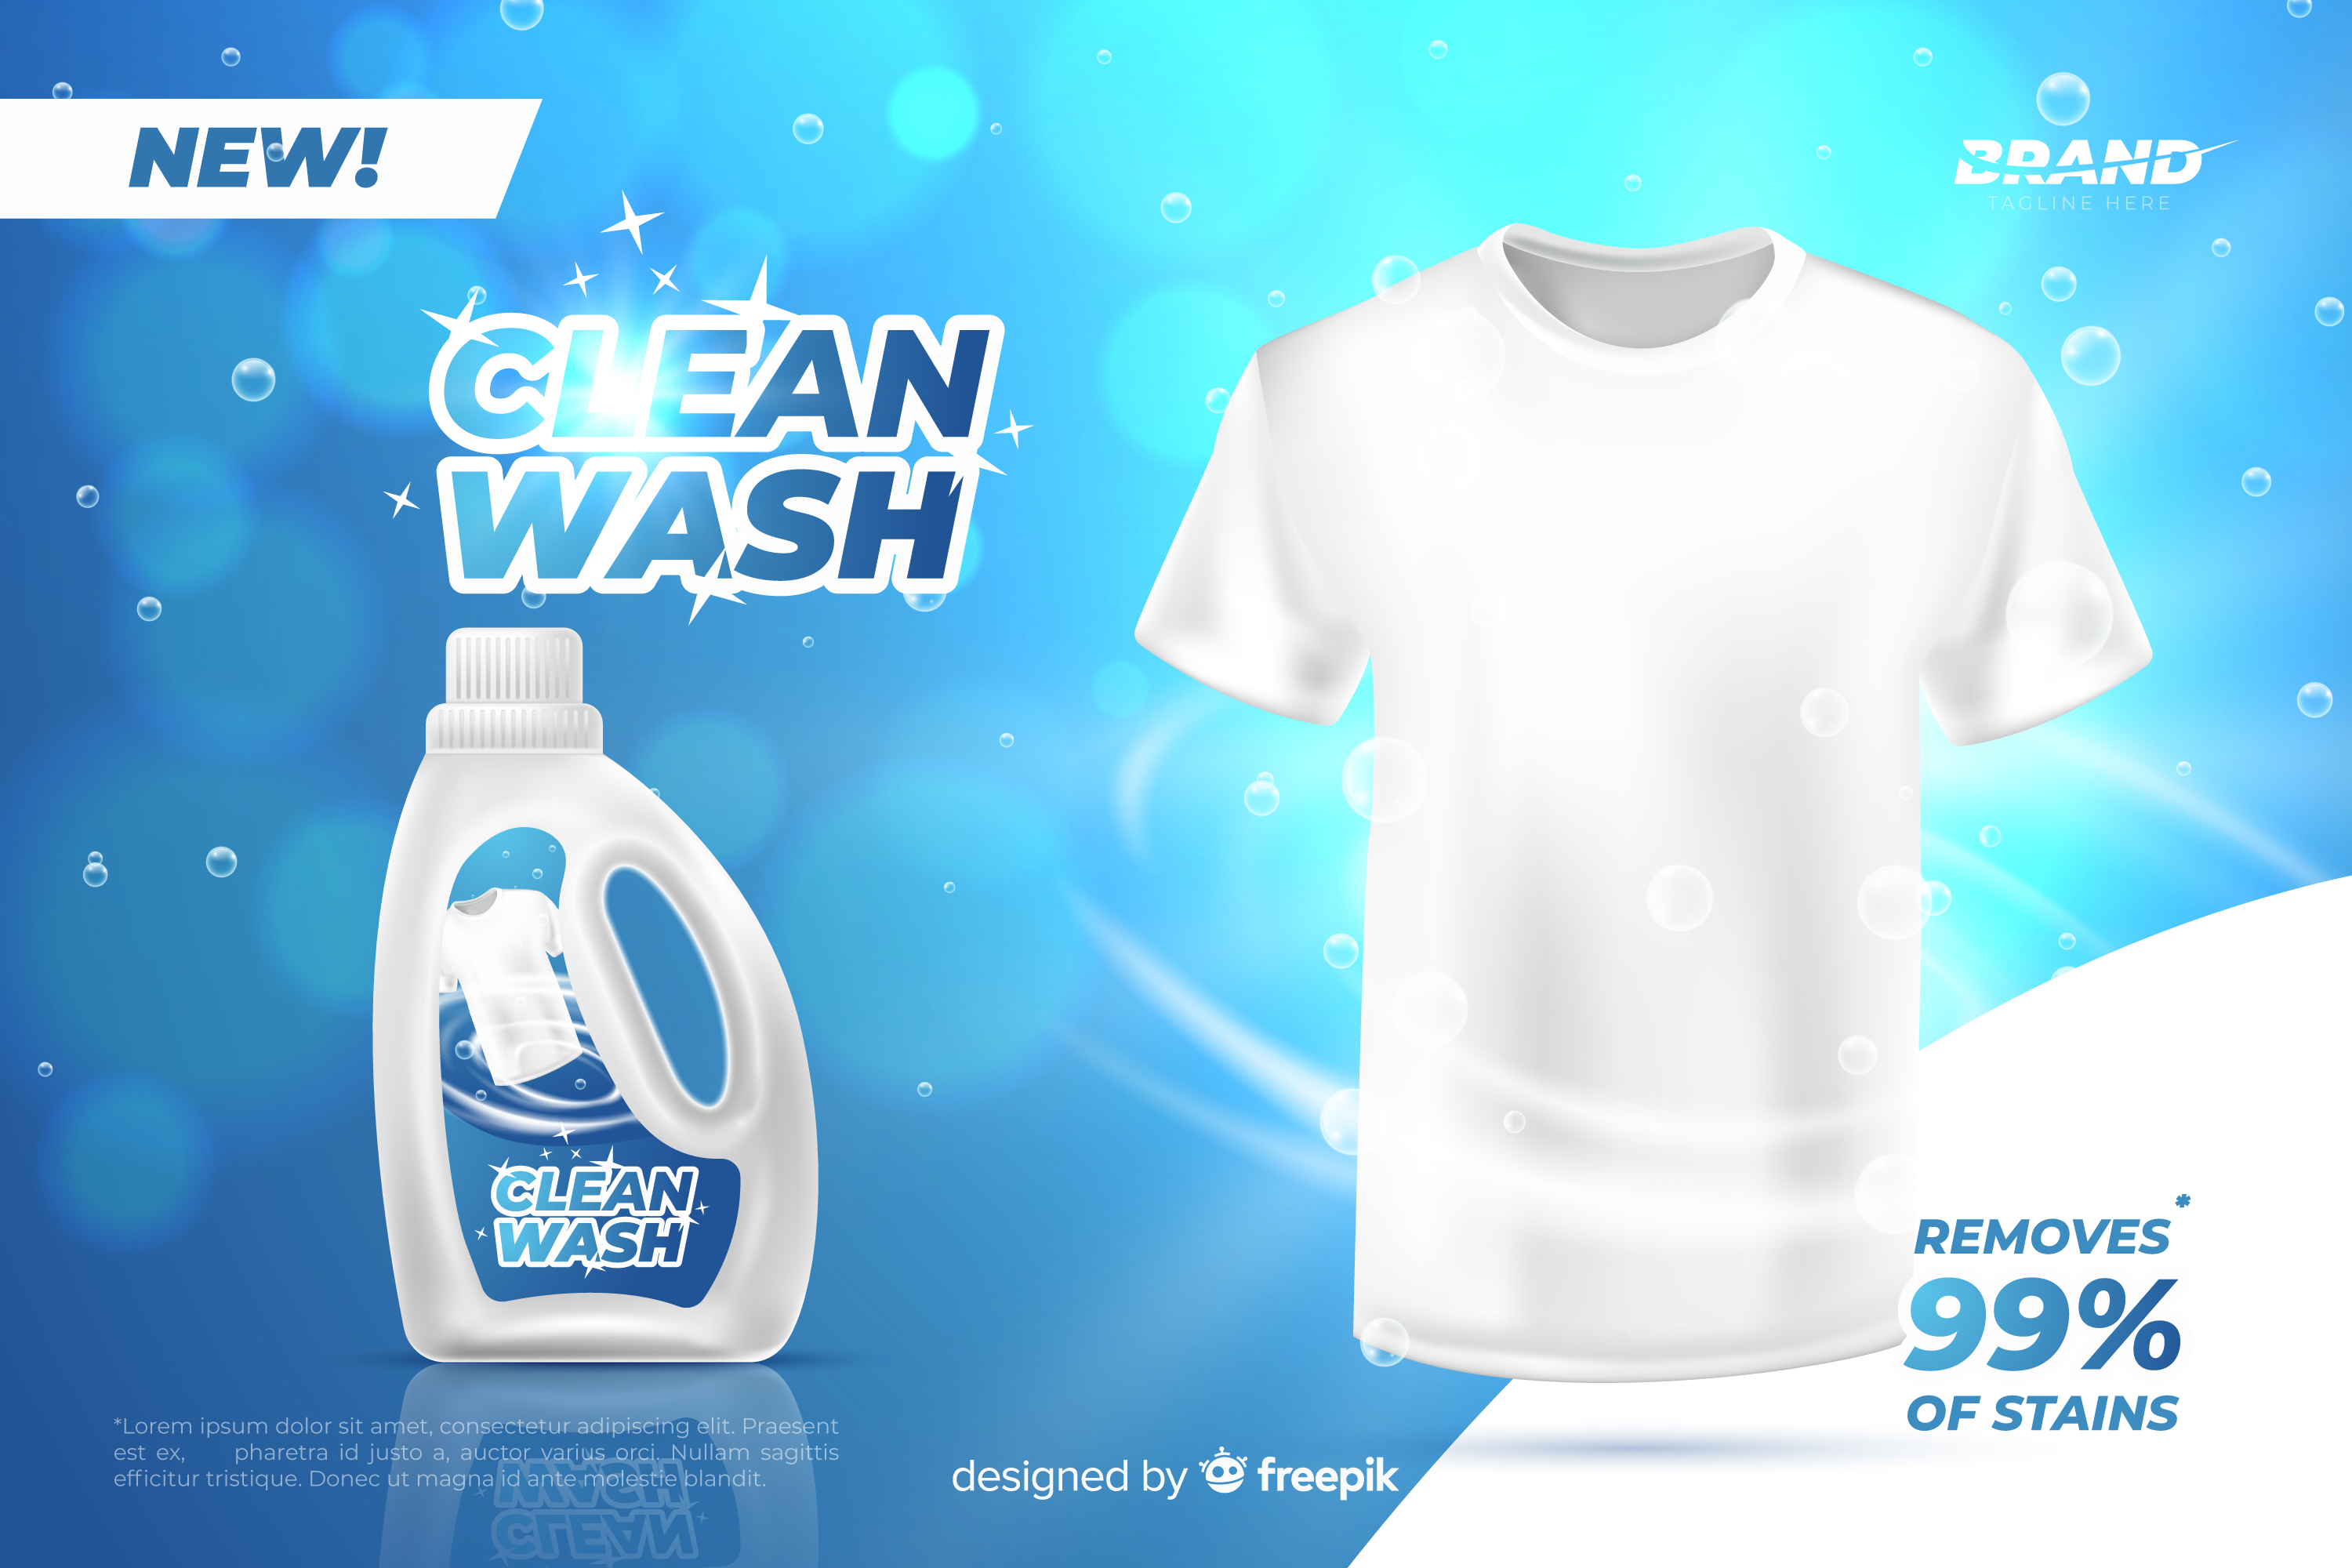 NEW!
BRAND
TAGLINE HERE
CLEAN
WASH
CLEAN
WASH
REMOVES*
99%
OF STAINS
*Lorem ipsum dolor sit amet, consectetur adipiscing elit. Praesent
est ex, pharetra id justo a, auctor varius orci. Nullam sagittis
efficitur tristique. Donec ut magna id ante molestie blandit.
designed by freepik